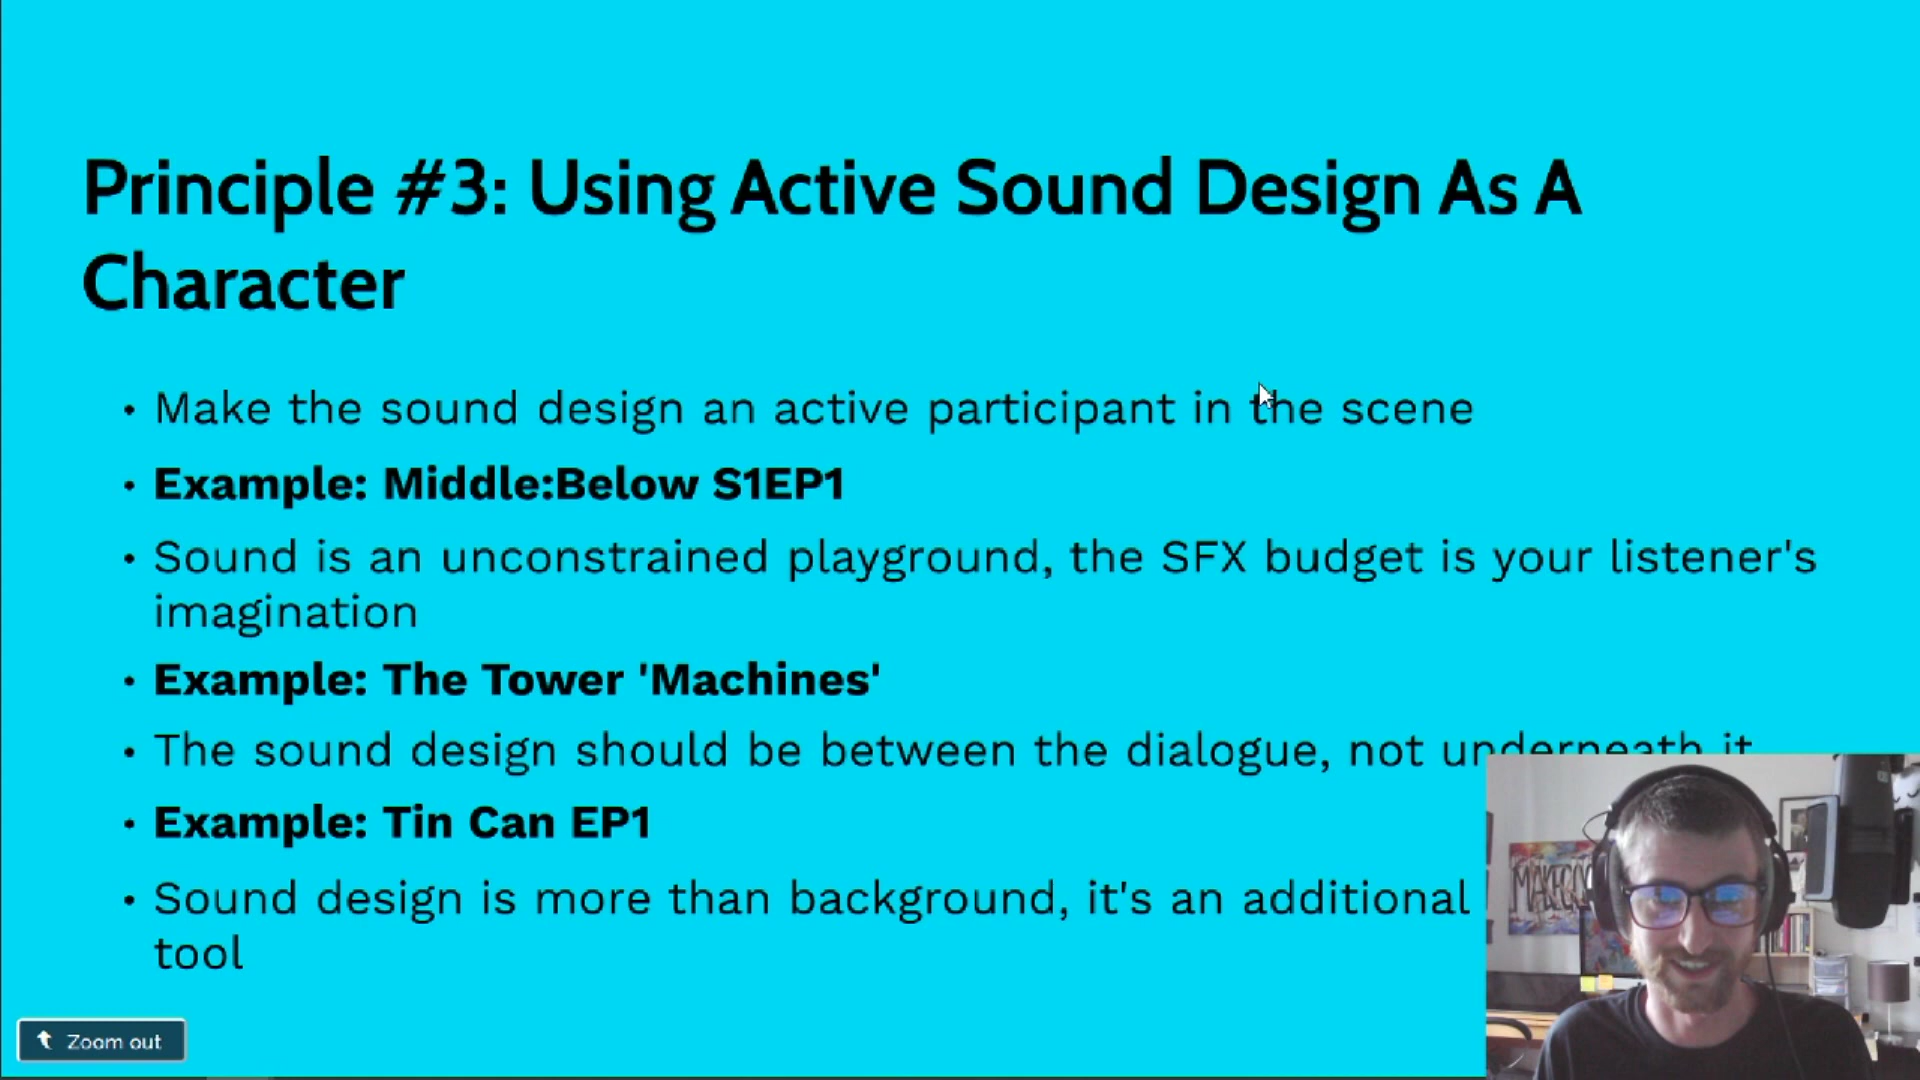 Principle #3: Using Active Sound Design As A
Character
• Make the sound design an active participant in the scene
• Example: Middle:Below S1EP1
• Sound is an unconstrained playground, the SFX budget is your listener's
imagination
• Example: The Tower 'Machines'
• The sound design should be between the dialogue, not underneath it
• Example: Tin Can EP1
• Sound design is more than background, it's an additional
tool
Zoom out